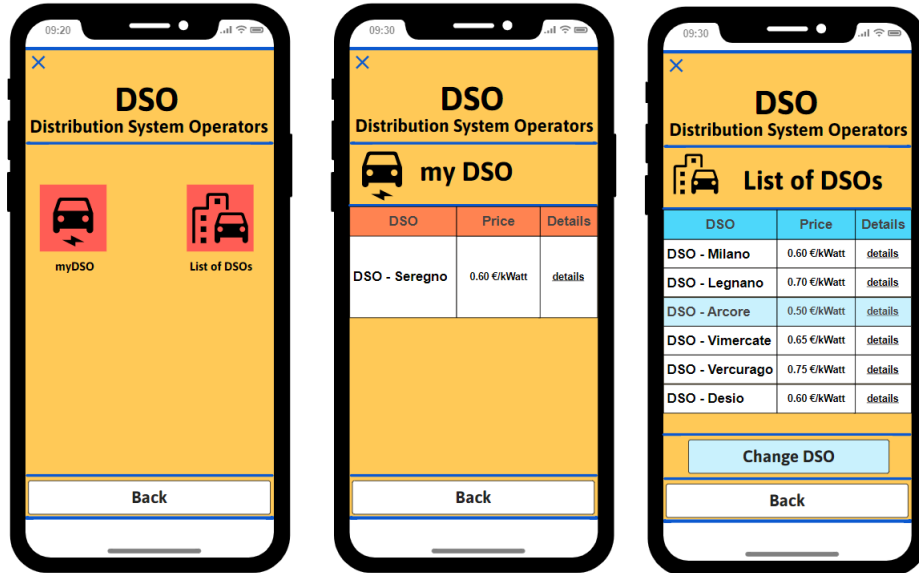 09:20
DSO
Distribution System Operators
myDSO
List of DSOs
Back
09:30
DSO
Distribution System Operators
my DSO
DSO Price Details
DSO - Seregno 0.60 €/kWatt details
Back
09:30
DSO
Distribution System Operators
List of DSOs
DSO Price Details
DSO - Milano 0.60 €/kWatt details
DSO - Legnano 0.70 €/kWatt details
DSO - Arcore 0.50 €/kWatt details
DSO - Vimercate 0.65 €/kWatt details
DSO - Vercurago 0.75 €/kWatt details
DSO - Desio 0.60 €/kWatt details
Change DSO
Back